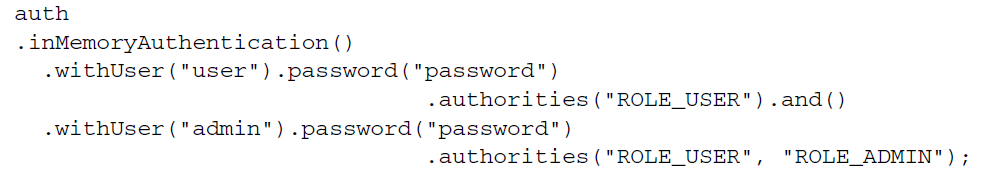 auth
.inMemoryAuthentication()
.withUser("user").password("password")
.authorities("ROLE_USER").and()
.withUser("admin").password("password")
.authorities("ROLE_USER", "ROLE_ADMIN");